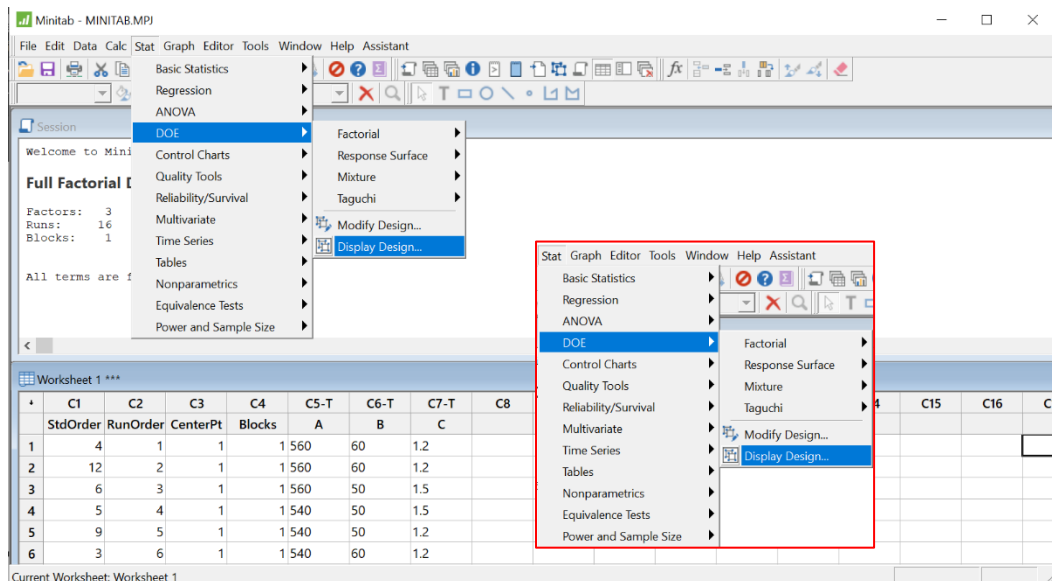 Minitab - MINITAB.MPJ
File Edit Data Calc Stat Graph Editor Tools Window Help Assistant
Basic Statistics
Regression
ANOVA
DOE
Control Charts
Quality Tools
Reliability/Survival
Multivariate
Time Series
Tables
Nonparametrics
Equivalence Tests
Power and Sample Size
Factorial
Response Surface
Mixture
Taguchi
Modify Design...
Display Design...
Session
Welcome to Mini
Full Factorial
Factors: 3
Runs: 16
Blocks: 1
All terms are f
Stat Graph Editor Tools Window Help Assistant
Basic Statistics
Regression
ANOVA
DOE
Control Charts
Quality Tools
Reliability/Survival
Multivariate
Time Series
Tables
Nonparametrics
Equivalence Tests
Power and Sample Size
Factorial
Response Surface
Mixture
Taguchi
Modify Design...
Display Design...
Worksheet 1 ***
C1 C2 C3 C4 C5-T C6-T C7-T C8 4 C15 C16 C
StdOrder RunOrder CenterPt Blocks A B C
1 4 1 1 1 560 60 1.2
2 12 2 1 1 560 60 1.2
3 6 3 1 1 560 50 1.5
4 5 4 1 1 540 50 1.5
5 9 5 1 1 540 50 1.2
6 3 6 1 1 540 60 1.2
Current Worksheet: Worksheet 1